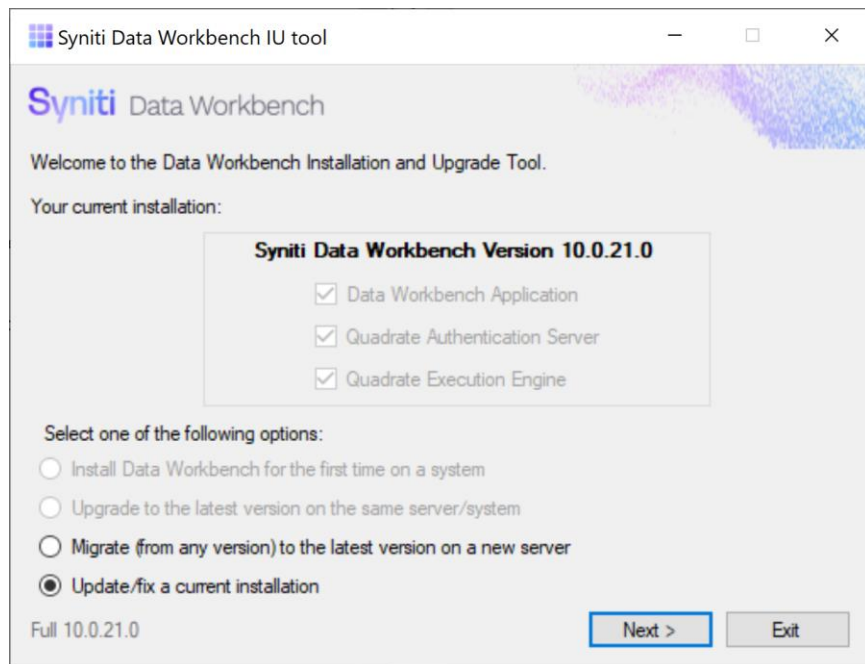 Syniti Data Workbench IU tool
Syniti Data Workbench
Welcome to the Data Workbench Installation and Upgrade Tool.
Your current installation:
Syniti Data Workbench Version 10.0.21.0
Data Workbench Application
Quadrate Authentication Server
Quadrate Execution Engine
Select one of the following options:
Install Data Workbench for the first time on a system
Upgrade to the latest version on the same server/system
Migrate (from any version) to the latest version on a new server
Update/fix a current installation
Full 10.0.21.0 Next > Exit